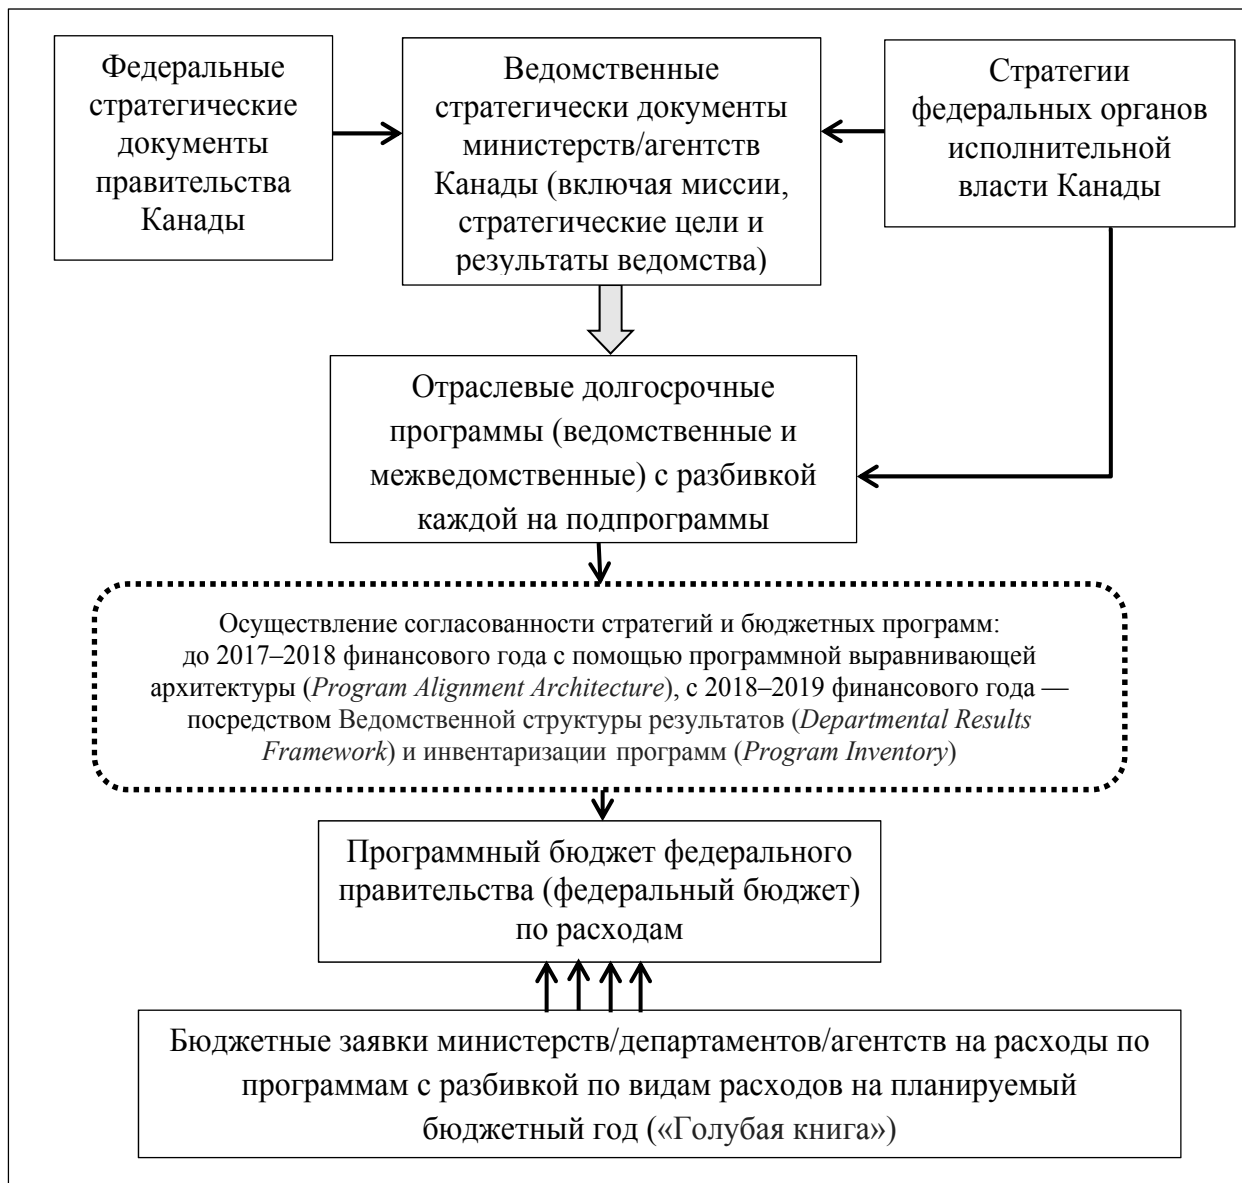 Федеральные
стратегические
документы
правительства
Канады
Ведомственные
стратегически документы
министерств/агентств
Канады (включая миссии,
стратегические цели и
результаты ведомства)
Стратегии
федеральных органов
исполнительной
власти Канады
Отраслевые долгосрочные
программы (ведомственные и
межведомственные) с разбивкой
каждой на подпрограммы
Осуществление согласованности стратегий и бюджетных программ:
до 2017–2018 финансового года с помощью программной выравнивающей
архитектуры (Program Alignment Architecture), с 2018–2019 финансового года —
посредством Ведомственной структуры результатов (Departmental Results
Framework) и инвентаризации программ (Program Inventory)
Программный бюджет федерального
правительства (федеральный бюджет)
по расходам
Бюджетные заявки министерств/департаментов/агентств на расходы по
программам с разбивкой по видам расходов на планируемый
бюджетный год («Голубая книга»)